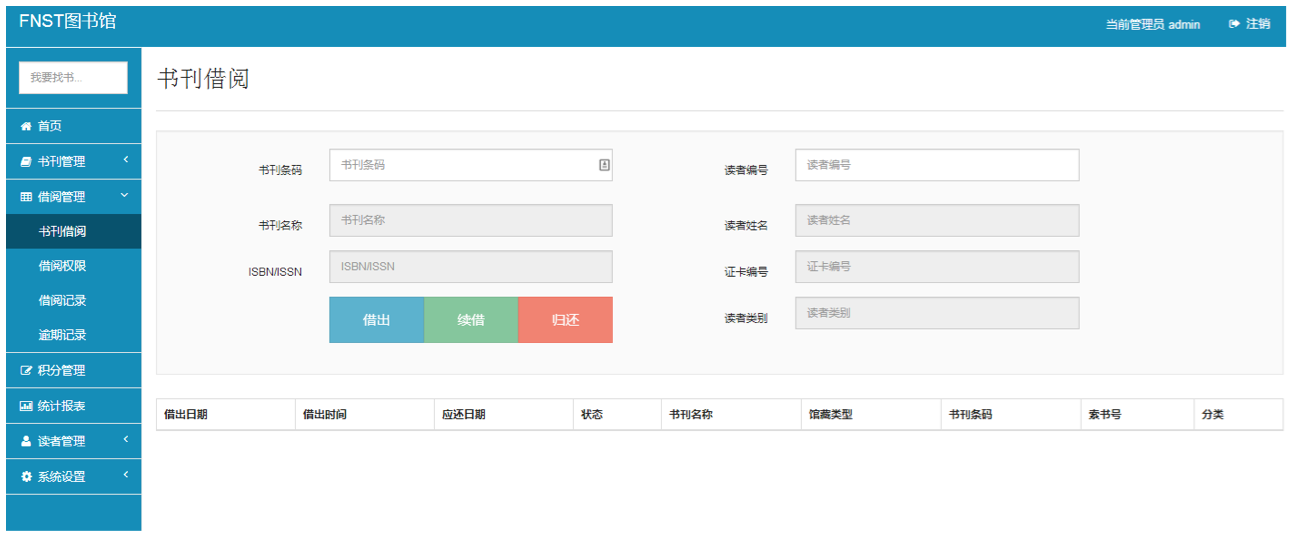 FNST图书馆
当前管理员 admin 注销
我要找书...
首页
书刊管理
借阅管理
书刊借阅
借阅权限
借阅记录
逾期记录
积分管理
统计报表
读者管理
系统设置
书刊借阅
书刊条码 书刊条码 读者编号 读者编号
书刊名称 书刊名称 读者姓名 读者姓名
ISBN/ISSN ISBN/ISSN 证卡编号 证卡编号
借出 续借 归还 读者类别 读者类别
借出日期 借出时间 应还日期 状态 书刊名称 馆藏类型 书刊条码 素书号 分类